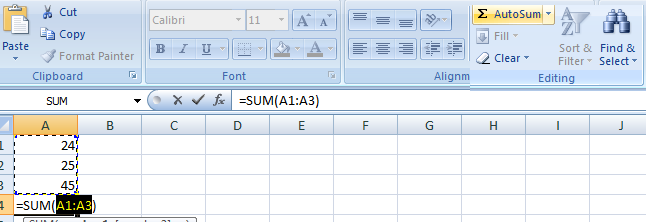 Paste
Cut
Copy
Format Painter
Clipboard
Calibri 11 A A
B I U A
Font
Alignm
Σ AutoSum
Fill
Clear
Sort & Filter
Find & Select
Editing
SUM fx =SUM(A1:A3)
A B C D E F G H I J
1 24
2 25
3 45
4 =SUM(A1:A3)